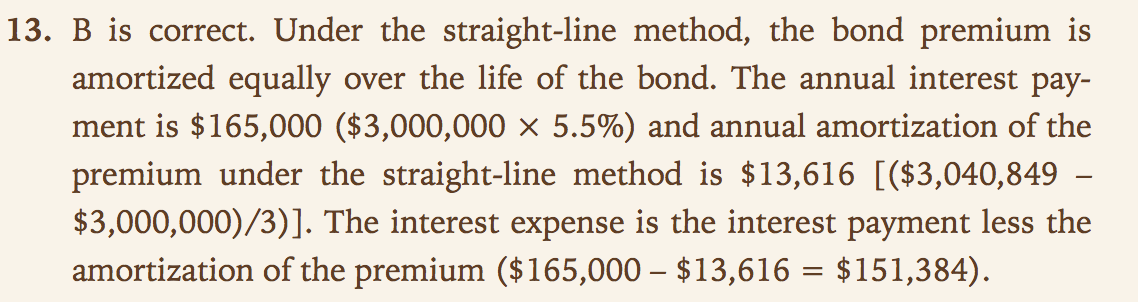 13. B is correct. Under the straight-line method, the bond premium is
amortized equally over the life of the bond. The annual interest pay-
ment is $165,000 ($3,000,000 × 5.5%) and annual amortization of the
premium under the straight-line method is $13,616 [($3,040,849 –
$3,000,000)/3)]. The interest expense is the interest payment less the
amortization of the premium ($165,000 – $13,616 = $151,384).